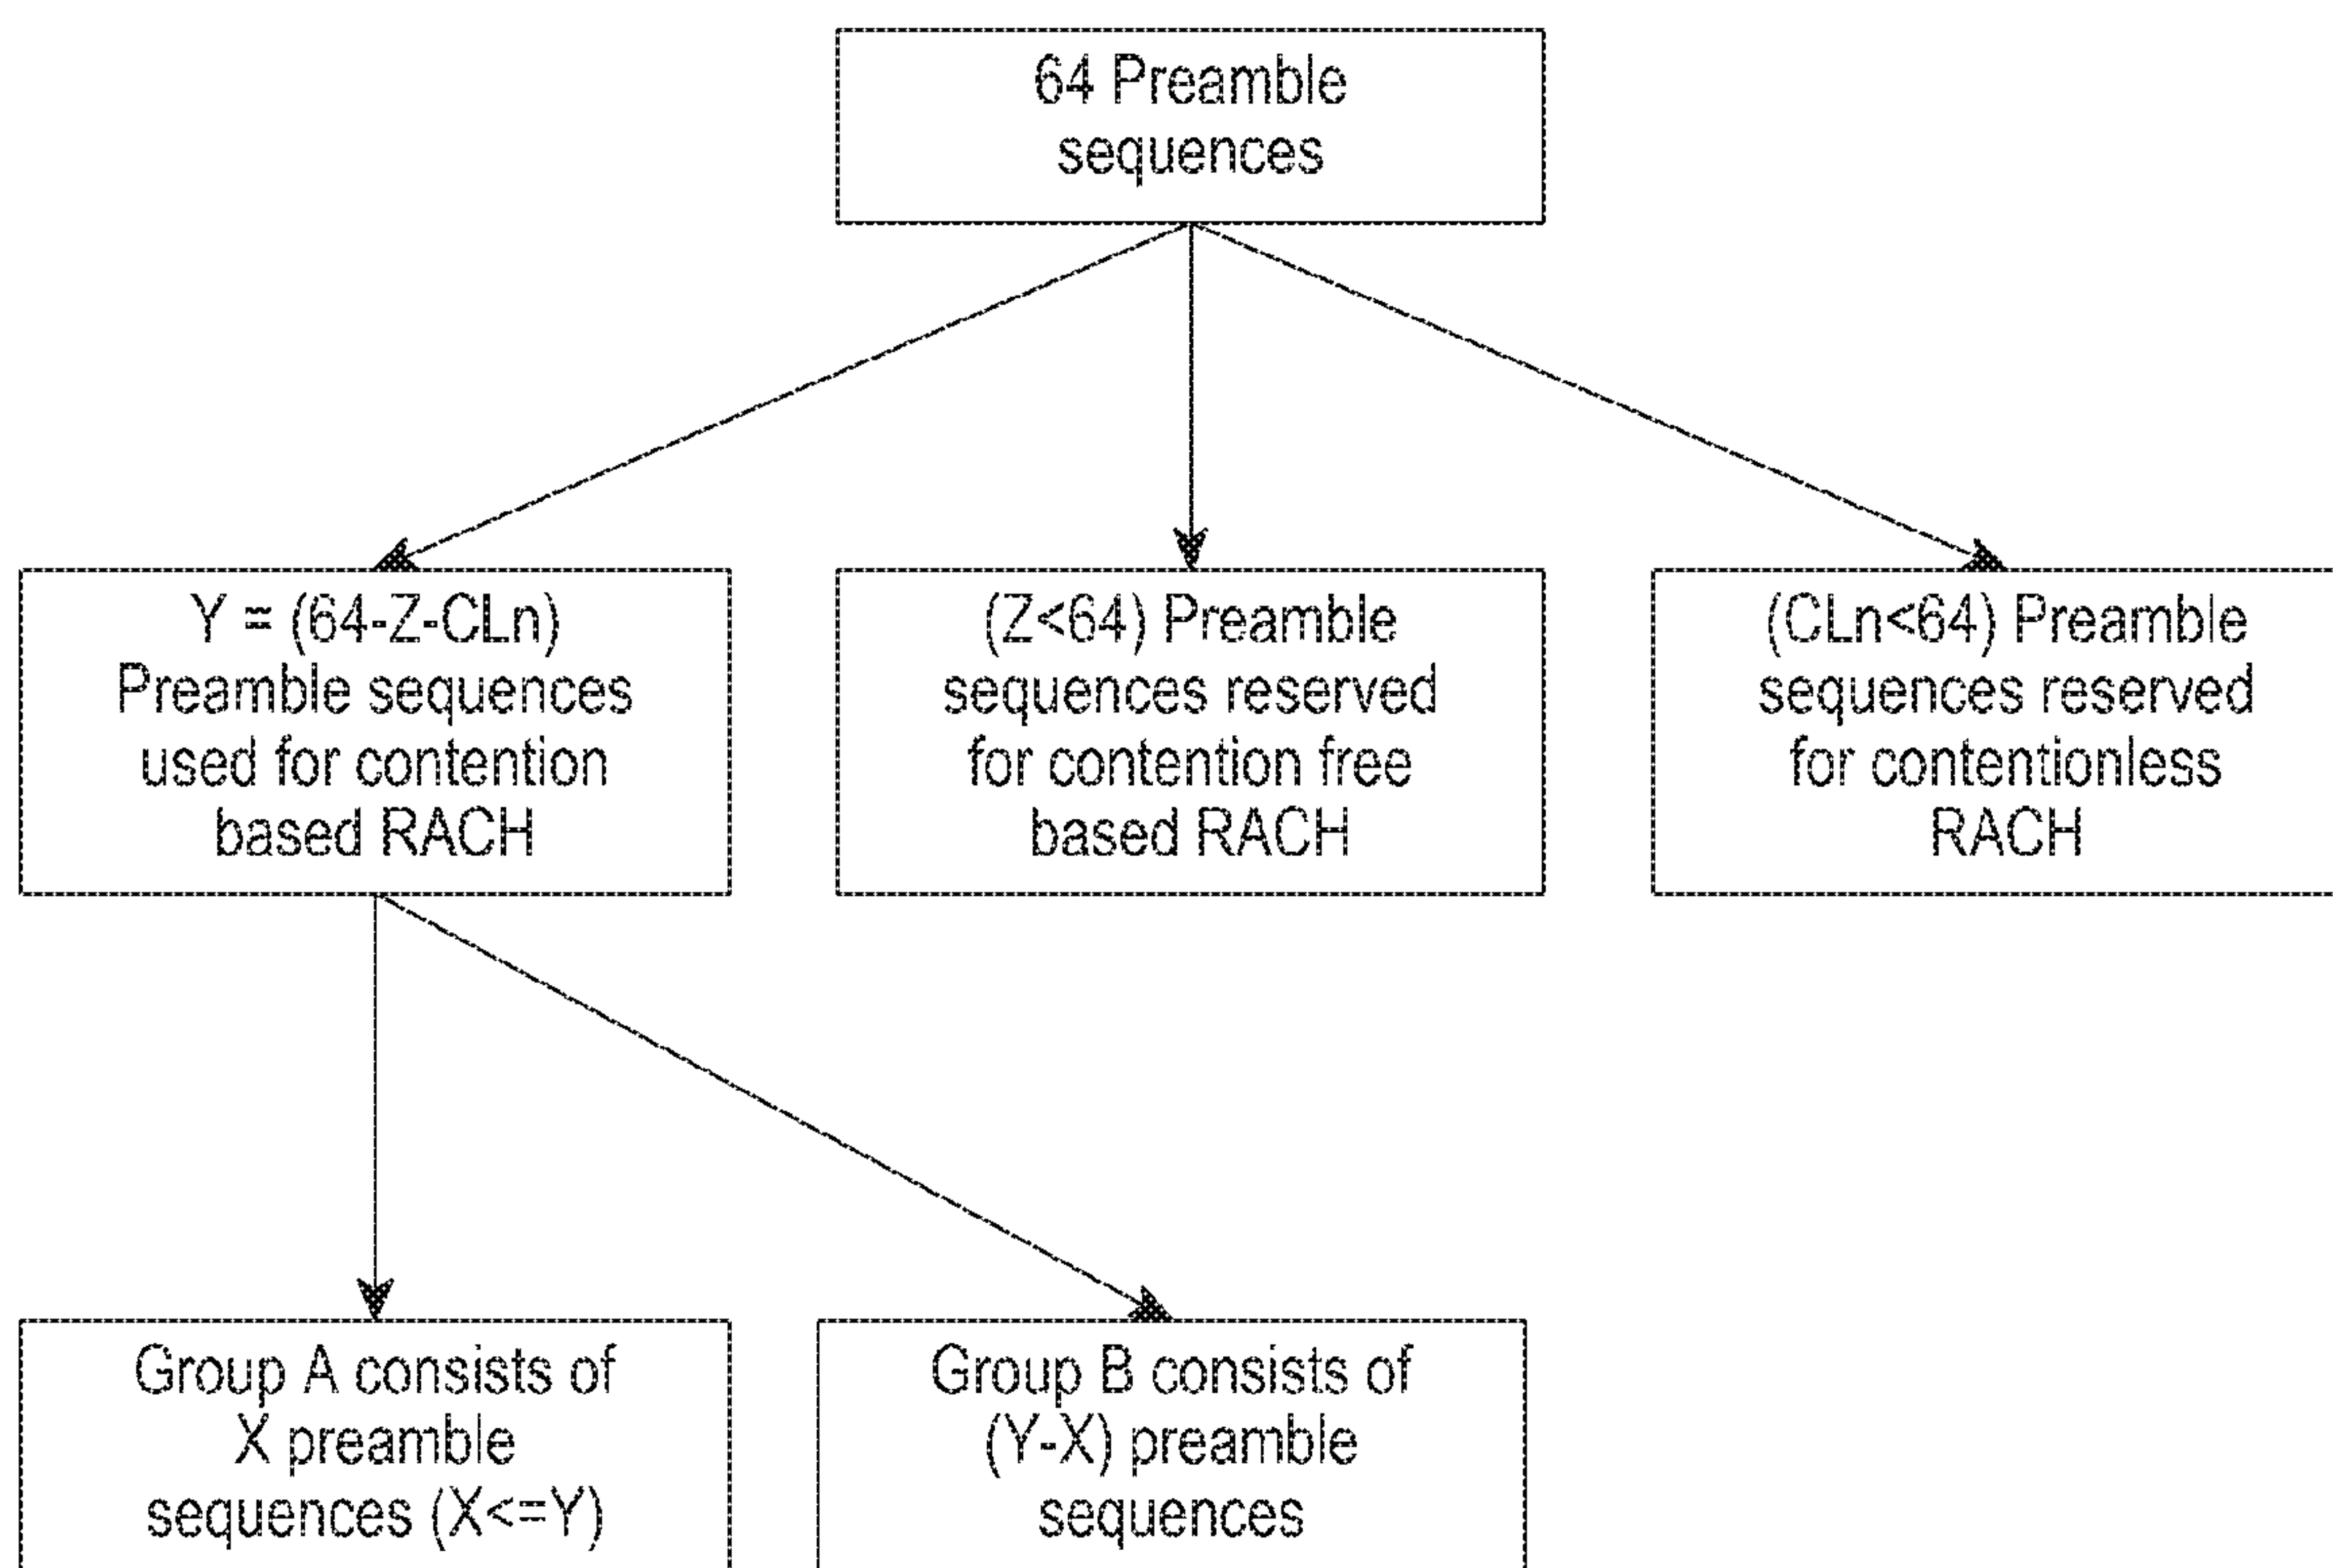 64 Preamble
sequences
Y = (64-Z-CLn)
Preamble sequences
used for contention
based RACH
(Z<64) Preamble
sequences reserved
for contention free
based RACH
(CLn<64) Preamble
sequences reserved
for contentionless
RACH
Group A consists of
X preamble
sequences (X<=Y)
Group B consists of
(Y-X) preamble
sequences